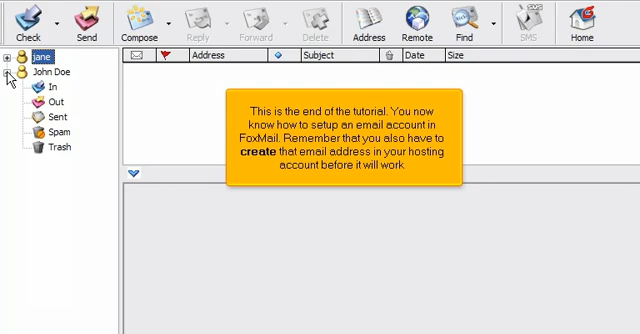 Check Send Compose Reply Forward Delete Address Remote Find SMS Home
Address Subject Date Size
jane
John Doe
In
Out
Sent
Spam
Trash
This is the end of the tutorial. You now
know how to setup an email account in
FoxMail. Remember that you also have to
create that email address in your hosting
account before it will work